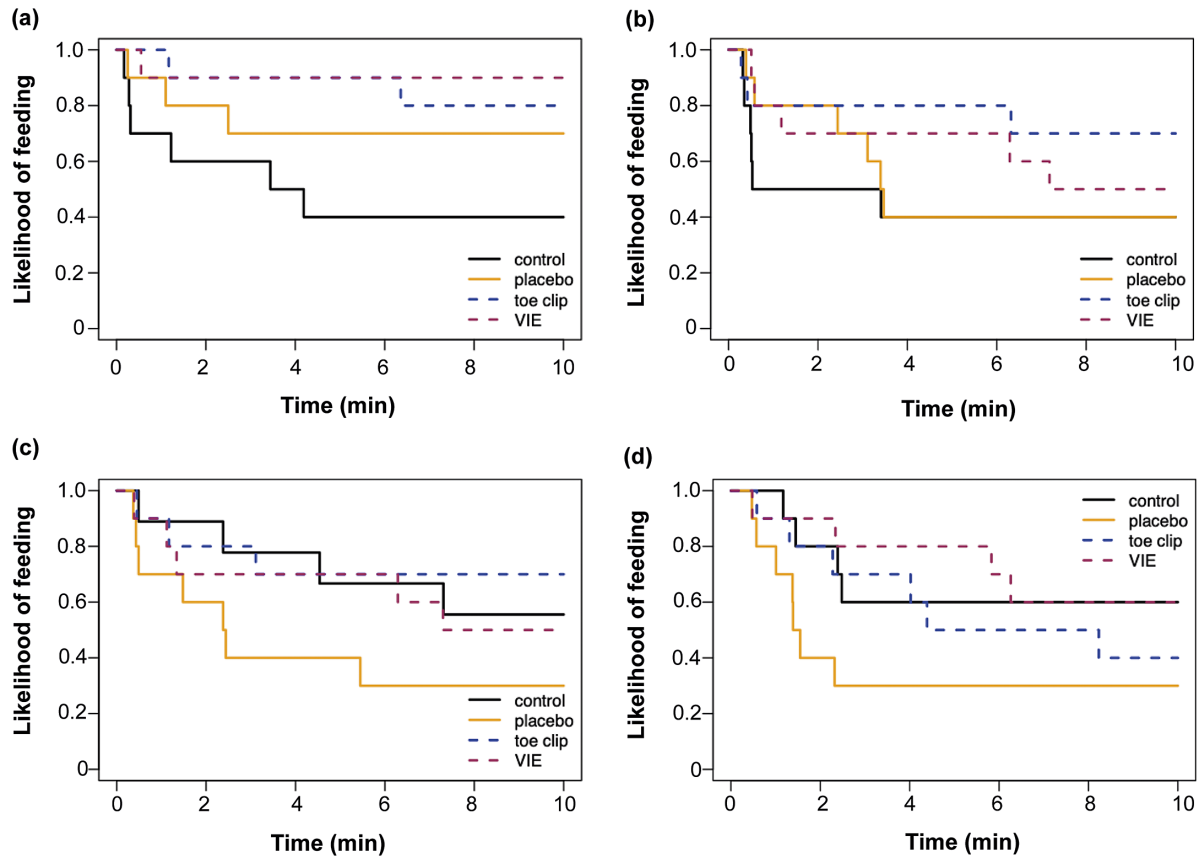 (a)
Likelihood of feeding
1.0
0.8
0.6
0.4
0.2
0
0 2 4 6 8 10
Time (min)
control
placebo
toe clip
VIE
(b)
Likelihood of feeding
1.0
0.8
0.6
0.4
0.2
0
0 2 4 6 8 10
Time (min)
control
placebo
toe clip
VIE
(c)
Likelihood of feeding
1.0
0.8
0.6
0.4
0.2
0
0 2 4 6 8 10
Time (min)
control
placebo
toe clip
VIE
(d)
Likelihood of feeding
1.0
0.8
0.6
0.4
0.2
0
0 2 4 6 8 10
Time (min)
control
placebo
toe clip
VIE